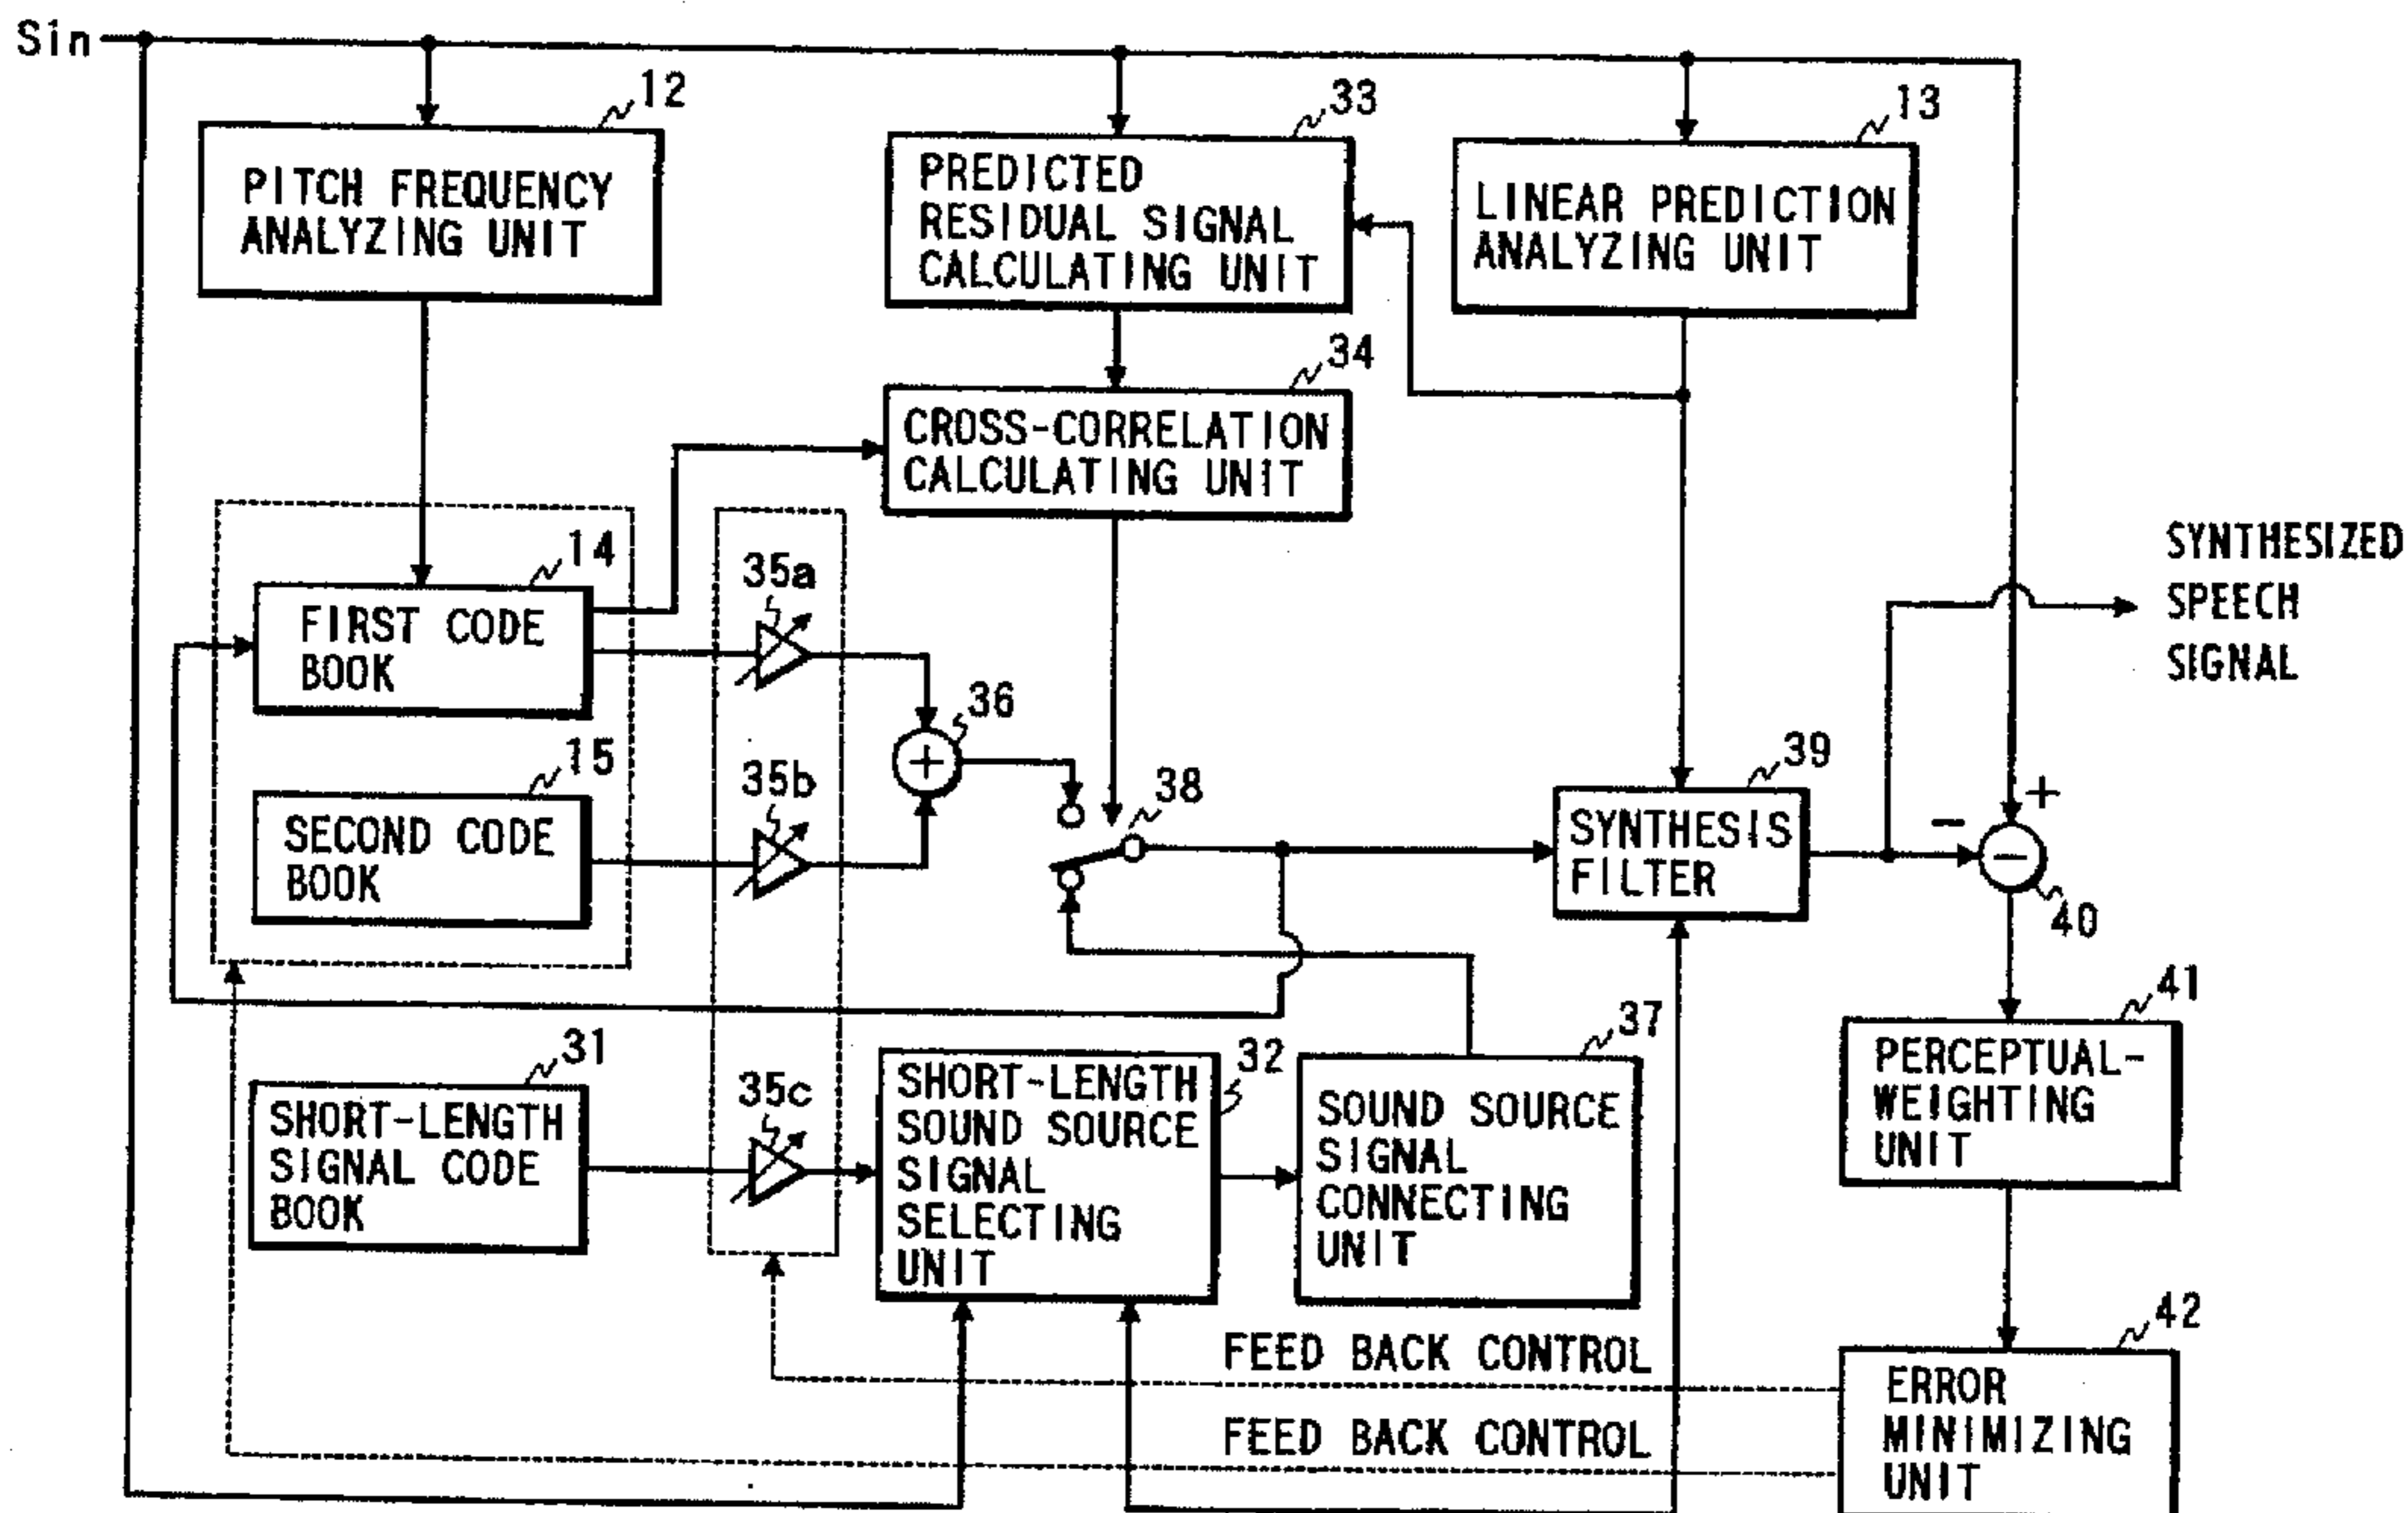 Sin
12
PITCH FREQUENCY
ANALYZING UNIT
33
PREDICTED
RESIDUAL SIGNAL
CALCULATING UNIT
13
LINEAR PREDICTION
ANALYZING UNIT
34
CROSS-CORRELATION
CALCULATING UNIT
14
FIRST CODE
BOOK
35a
36
+
SYNTHESIZED
SPEECH
SIGNAL
15
SECOND CODE
BOOK
35b
38
39
SYNTHESIS
FILTER
+
-
-
40
31
SHORT-LENGTH
SIGNAL CODE
BOOK
35c
32
SHORT-LENGTH
SOUND SOURCE
SIGNAL
SELECTING
UNIT
37
SOUND SOURCE
SIGNAL
CONNECTING
UNIT
41
PERCEPTUAL-
WEIGHTING
UNIT
FEED BACK CONTROL
FEED BACK CONTROL
42
ERROR
MINIMIZING
UNIT